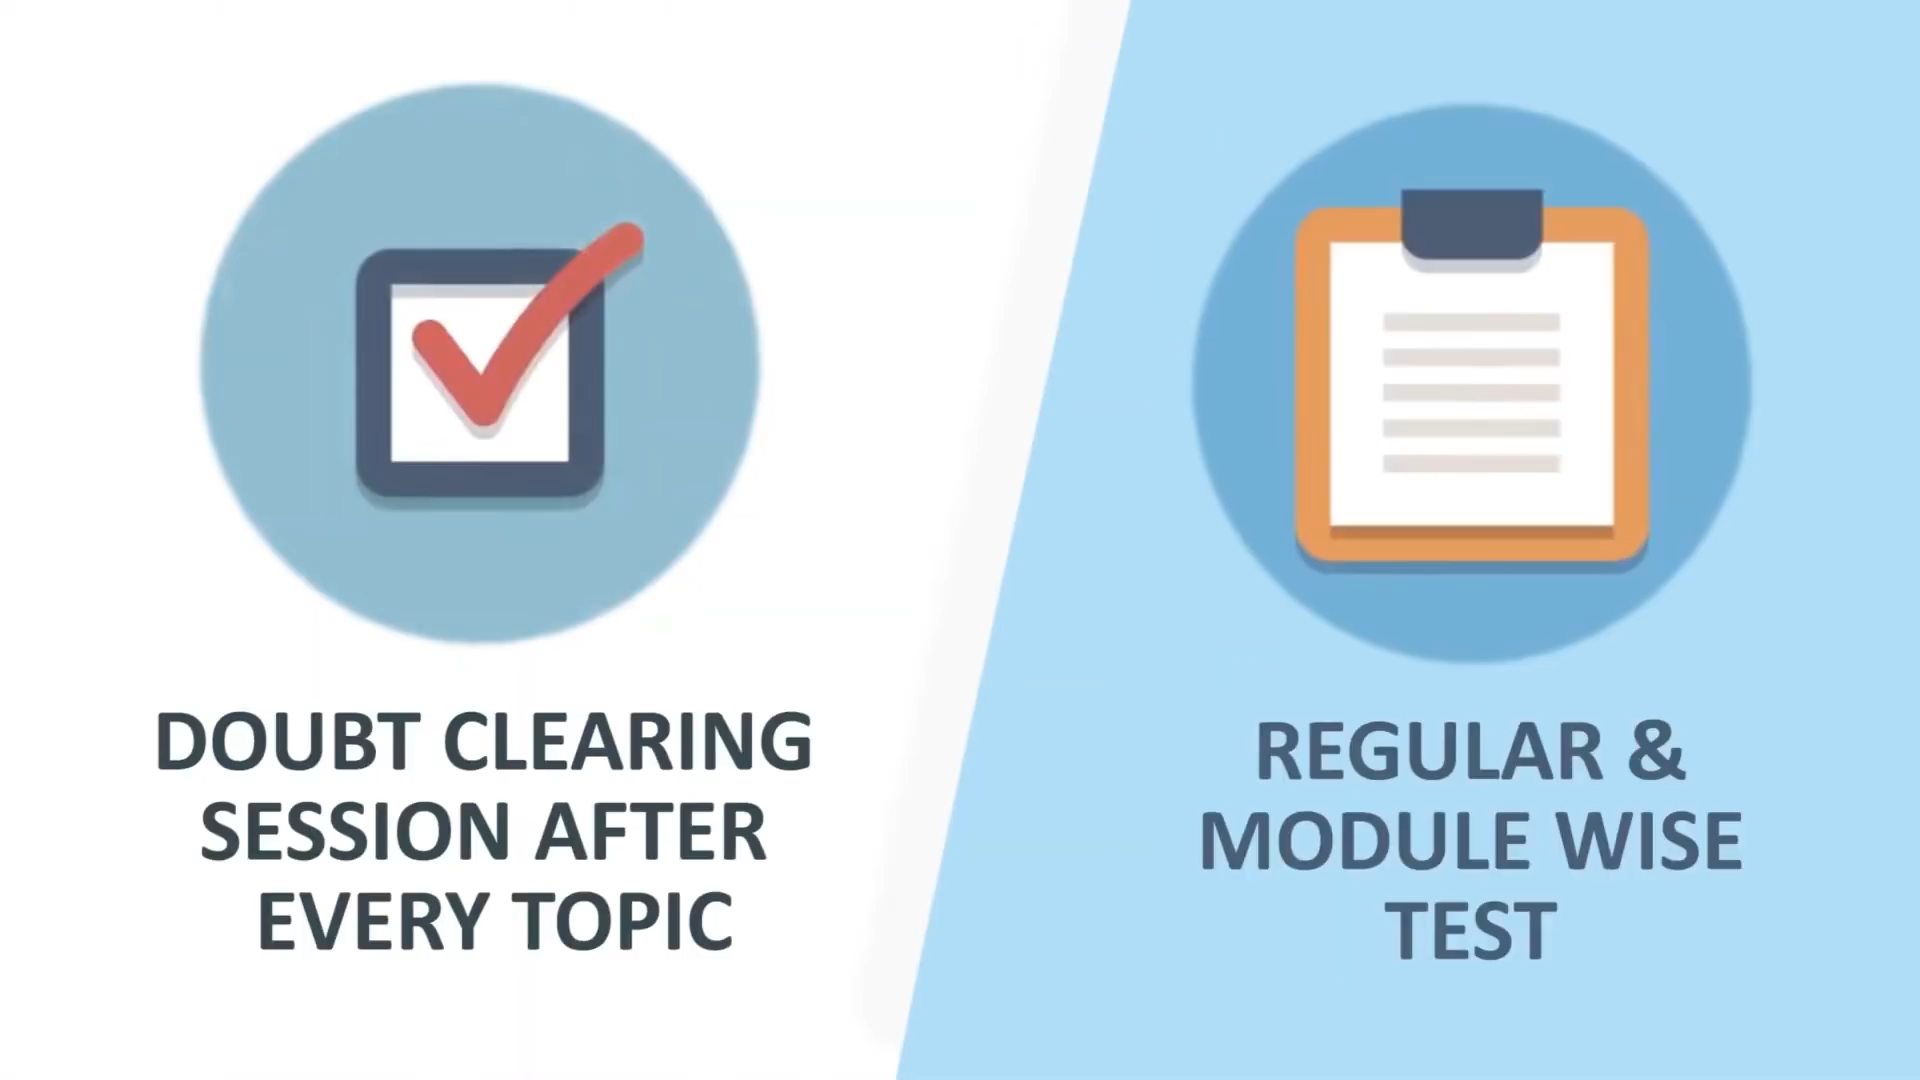 DOUBT CLEARING
SESSION AFTER
EVERY TOPIC
REGULAR &
MODULE WISE
TEST